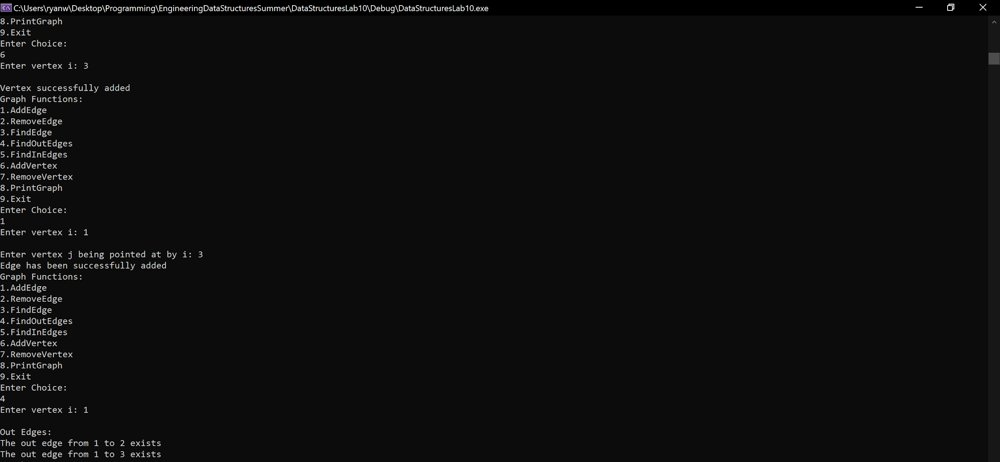 C:\Users\ryanw\Desktop\Programming\EngineeringDataStructuresSummer\DataStructuresLab10\Debug\DataStructuresLab10.exe
8.PrintGraph
9.Exit
Enter Choice:
6
Enter vertex i: 3
Vertex successfully added
Graph Functions:
1.AddEdge
2.RemoveEdge
3.FindEdge
4.FindOutEdges
5.FindInEdges
6.AddVertex
7.RemoveVertex
8.PrintGraph
9.Exit
Enter Choice:
1
Enter vertex i: 1
Enter vertex j being pointed at by i: 3
Edge has been successfully added
Graph Functions:
1.AddEdge
2.RemoveEdge
3.FindEdge
4.FindOutEdges
5.FindInEdges
6.AddVertex
7.RemoveVertex
8.PrintGraph
9.Exit
Enter Choice:
4
Enter vertex i: 1
Out Edges:
The out edge from 1 to 2 exists
The out edge from 1 to 3 exists